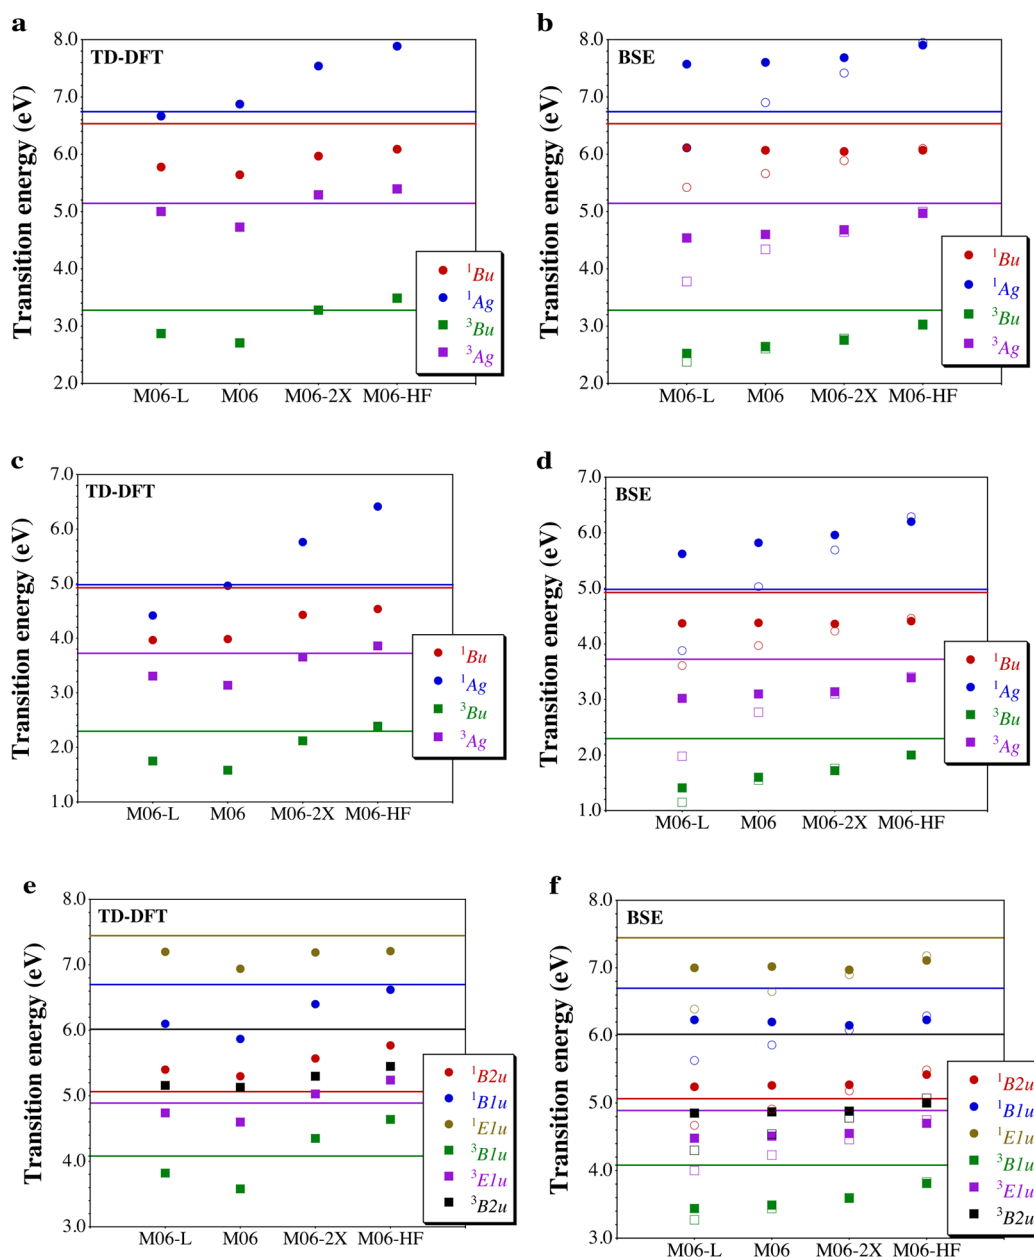 a
TD-DFT
Transition energy (eV)
8.0
7.0
6.0
5.0
4.0
3.0
2.0
M06-L M06 M06-2X M06-HF
¹Bu
¹Ag
³Bu
³Ag
b
BSE
Transition energy (eV)
8.0
7.0
6.0
5.0
4.0
3.0
2.0
M06-L M06 M06-2X M06-HF
¹Bu
¹Ag
³Bu
³Ag
c
TD-DFT
Transition energy (eV)
7.0
6.0
5.0
4.0
3.0
2.0
1.0
M06-L M06 M06-2X M06-HF
¹Bu
¹Ag
³Bu
³Ag
d
BSE
Transition energy (eV)
7.0
6.0
5.0
4.0
3.0
2.0
1.0
M06-L M06 M06-2X M06-HF
¹Bu
¹Ag
³Bu
³Ag
e
TD-DFT
Transition energy (eV)
8.0
7.0
6.0
5.0
4.0
3.0
M06-L M06 M06-2X M06-HF
¹B2u
¹B1u
¹E1u
³B1u
³E1u
³B2u
f
BSE
Transition energy (eV)
8.0
7.0
6.0
5.0
4.0
3.0
M06-L M06 M06-2X M06-HF
¹B2u
¹B1u
¹E1u
³B1u
³E1u
³B2u